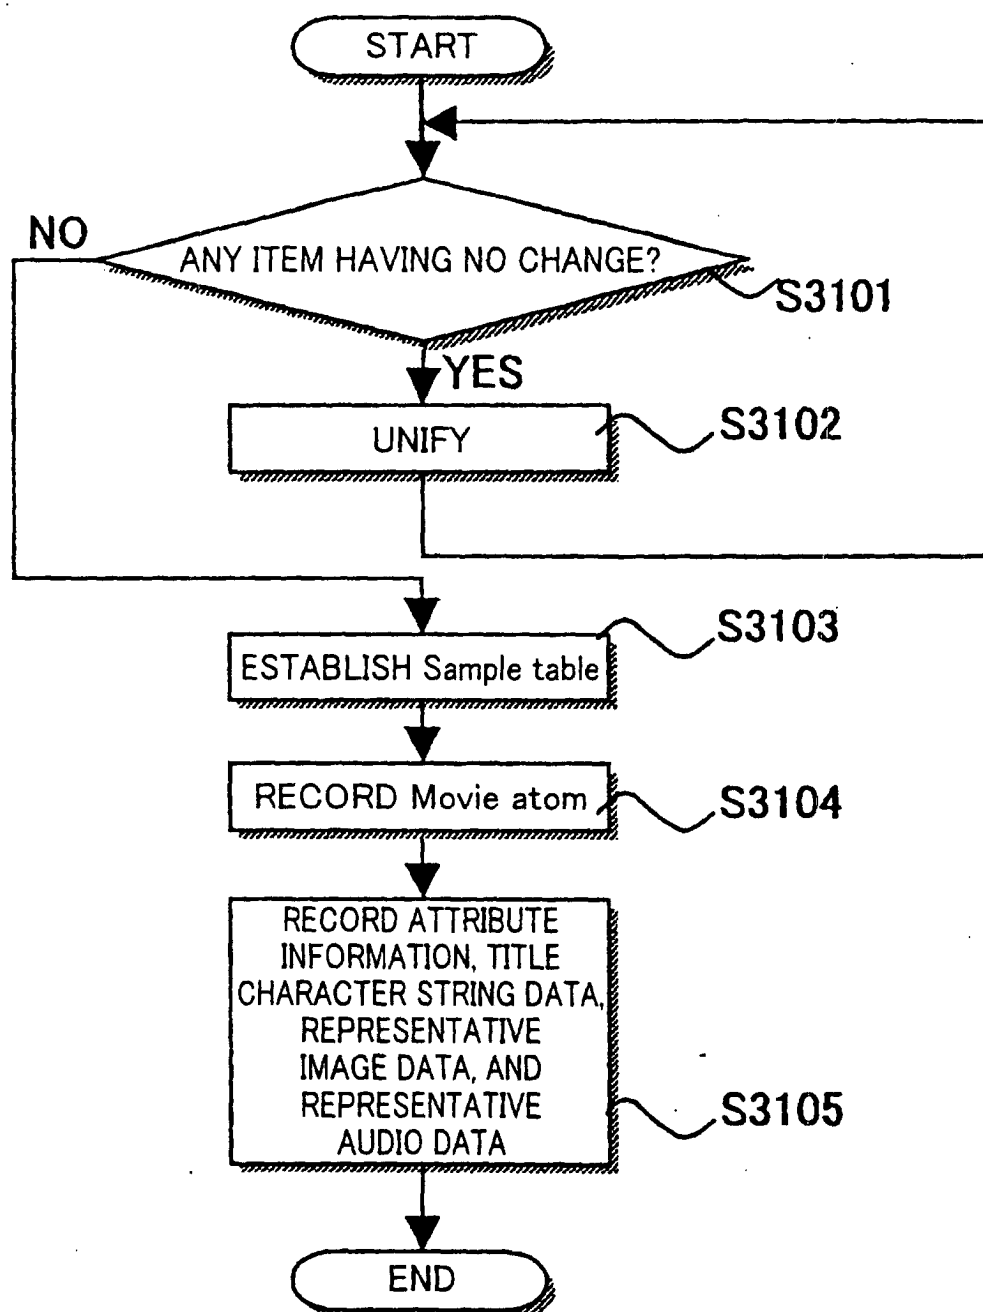 START
NO
ANY ITEM HAVING NO CHANGE?
S3101
YES
UNIFY
S3102
S3103
ESTABLISH Sample table
RECORD Movie atom
S3104
RECORD ATTRIBUTE
INFORMATION, TITLE
CHARACTER STRING DATA,
REPRESENTATIVE
IMAGE DATA, AND
REPRESENTATIVE
AUDIO DATA
S3105
END